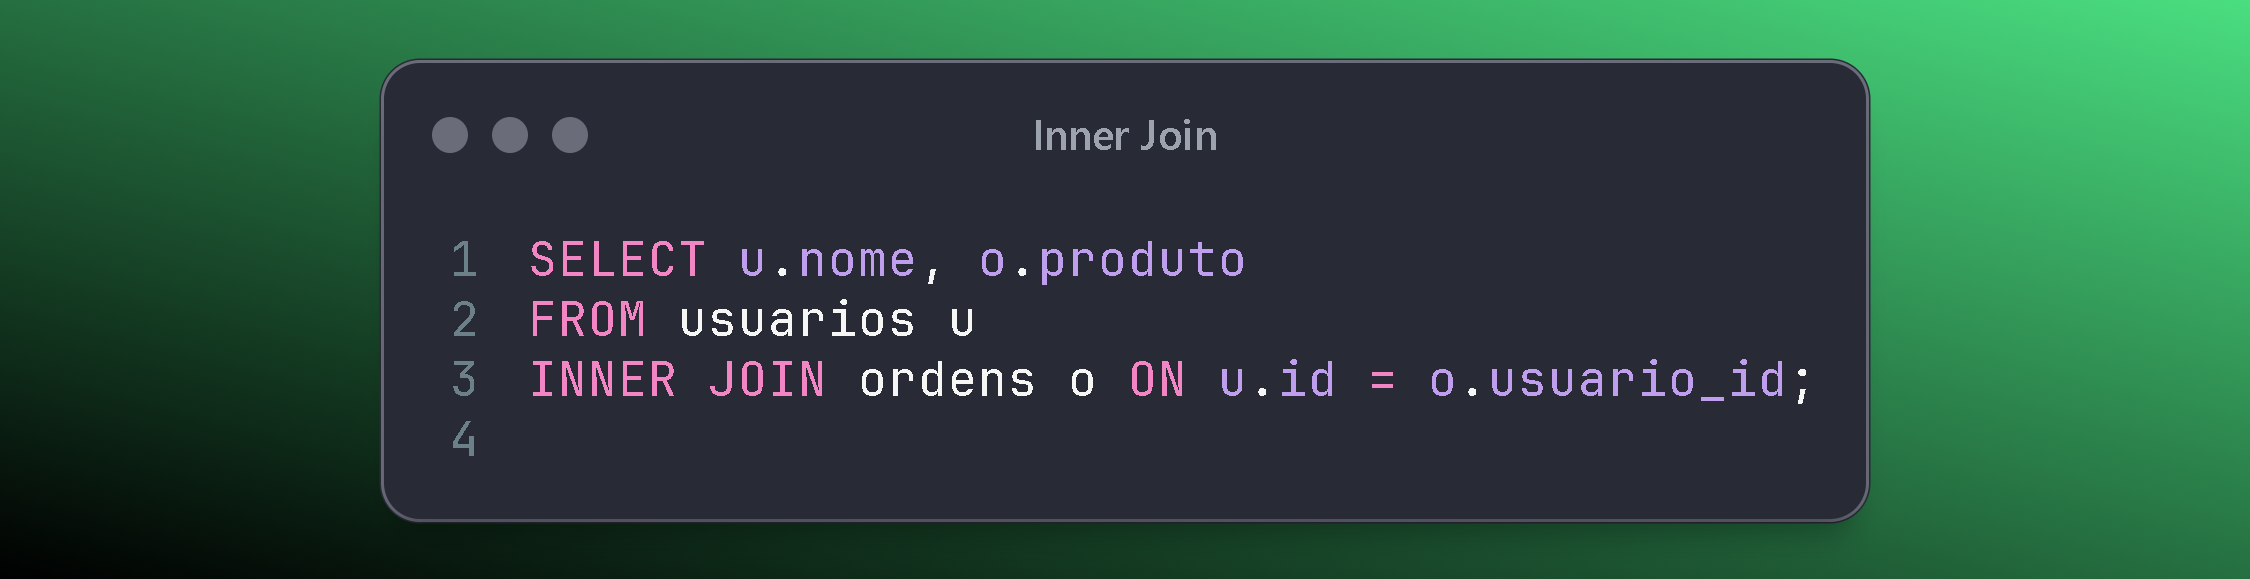 Inner Join
1 SELECT u.nome, o.produto
2 FROM usuarios u
3 INNER JOIN ordens o ON u.id = o.usuario_id;
4